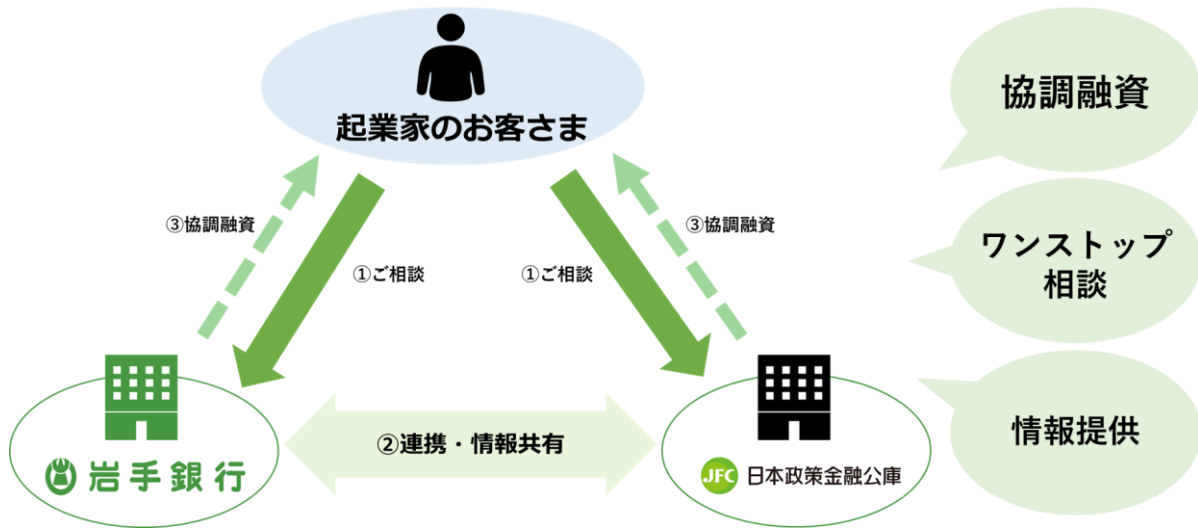 起業家のお客さま
③協調融資
①ご相談
①ご相談
③協調融資
②連携・情報共有
岩手銀行
JFC 日本政策金融公庫
協調融資
ワンストップ
相談
情報提供